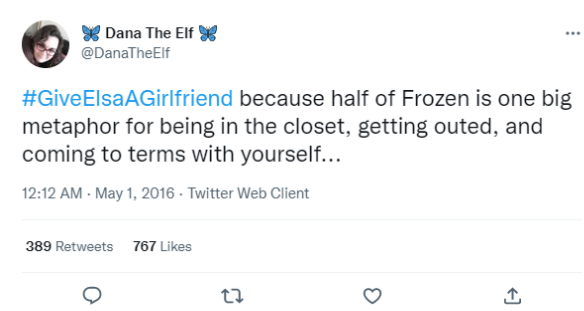 🦋 Dana The Elf 🦋
@DanaTheElf
#GiveElsaAGirlfriend because half of Frozen is one big
metaphor for being in the closet, getting outed, and
coming to terms with yourself...
12:12 AM · May 1, 2016 · Twitter Web Client
389 Retweets 767 Likes